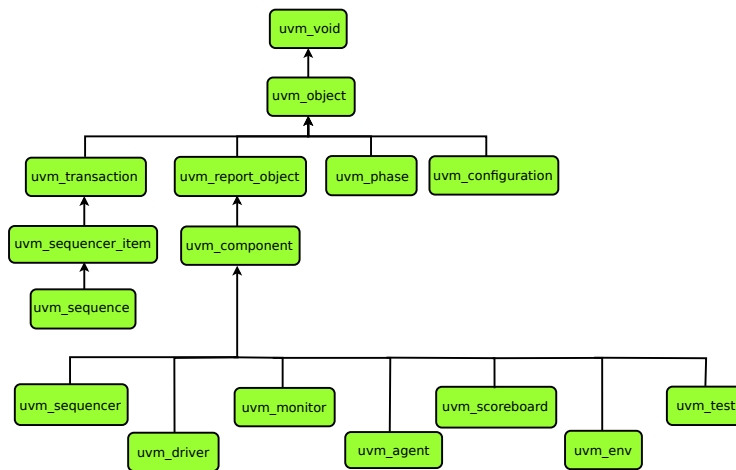 uvm_void
uvm_object
uvm_transaction
uvm_report_object
uvm_phase
uvm_configuration
uvm_sequencer_item
uvm_component
uvm_sequence
uvm_sequencer
uvm_monitor
uvm_scoreboard
uvm_test
uvm_driver
uvm_agent
uvm_env